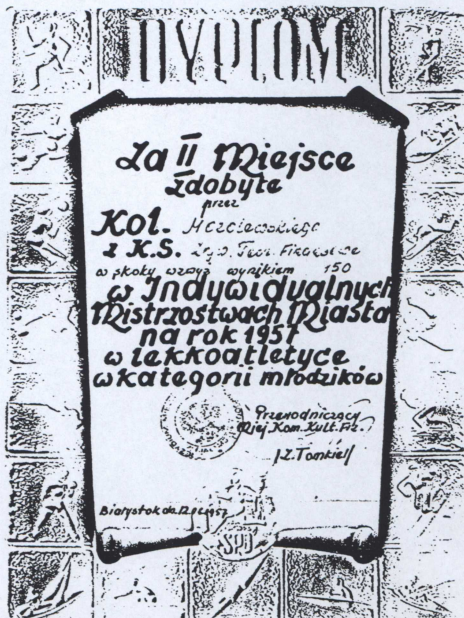 DYPLOM
Za II Miejsce
Zdobyte
przez
Kol.
z K.S.
w skoku wzwyż wynikiem 150
w Indywidualnych
Mistrzostwach Miasta
na rok 1957
w lekkoatletyce
w kategorii młodzików
Przewodniczący
Miej. Kom. Kult. Fiz.
Białystok